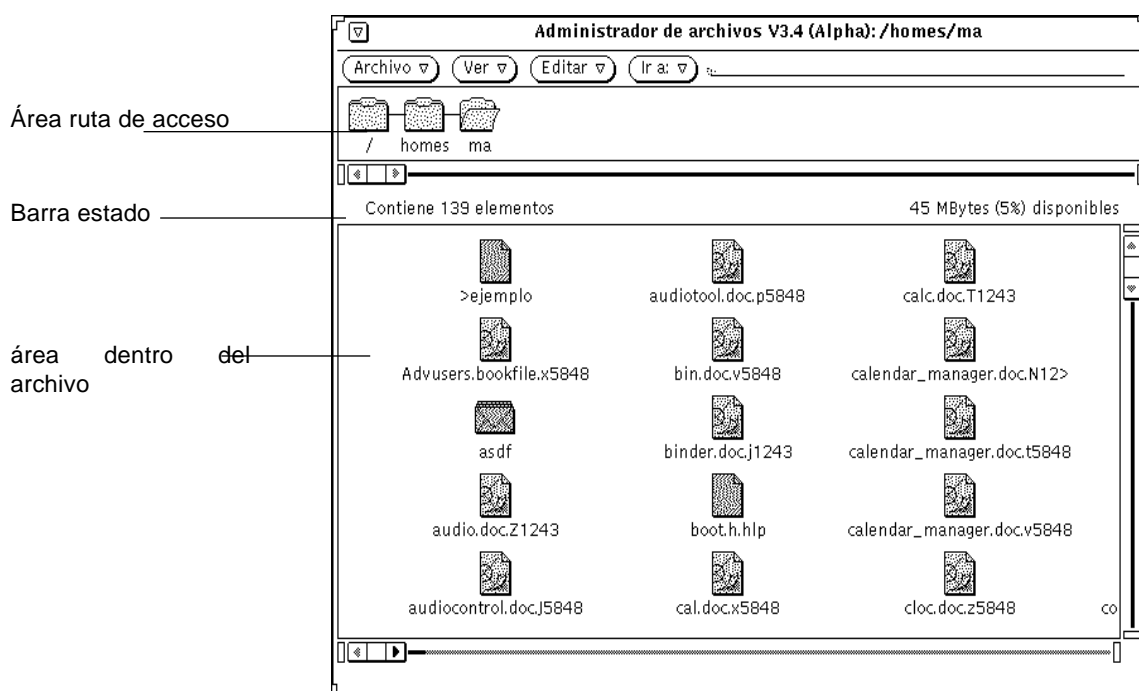 Administrador de archivos V3.4 (Alpha): /homes/ma
Archivo Ver Editar Ir a:
Área ruta de acceso
/ homes ma
Barra estado
Contiene 139 elementos 45 MBytes (5%) disponibles
>ejemplo audiotool.doc.p5848 calc.doc.T1243
área dentro del
archivo
Advusers.bookfile.x5848 bin.doc.v5848 calendar_manager.doc.N12>
asdf binder.doc.j1243 calendar_manager.doc.t5848
audio.doc.Z1243 boot.h.hlp calendar_manager.doc.v5848
audiocontrol.doc.J5848 cal.doc.x5848 cloc.doc.z5848 co